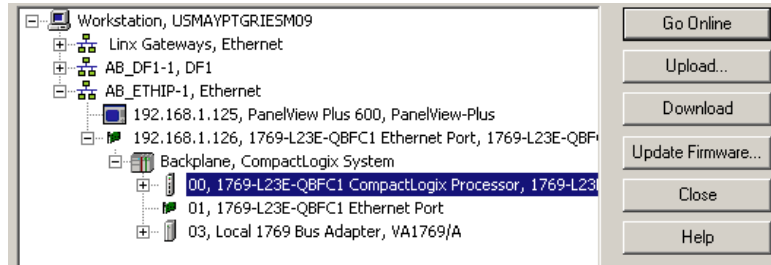 Workstation, USMAYPTGRIESM09
Linx Gateways, Ethernet
AB_DF1-1, DF1
AB_ETHIP-1, Ethernet
192.168.1.125, PanelView Plus 600, PanelView-Plus
192.168.1.126, 1769-L23E-QBFC1 Ethernet Port, 1769-L23E-QBF
Backplane, CompactLogix System
00, 1769-L23E-QBFC1 CompactLogix Processor, 1769-L23
01, 1769-L23E-QBFC1 Ethernet Port
03, Local 1769 Bus Adapter, VA1769/A
Go Online
Upload...
Download
Update Firmware...
Close
Help